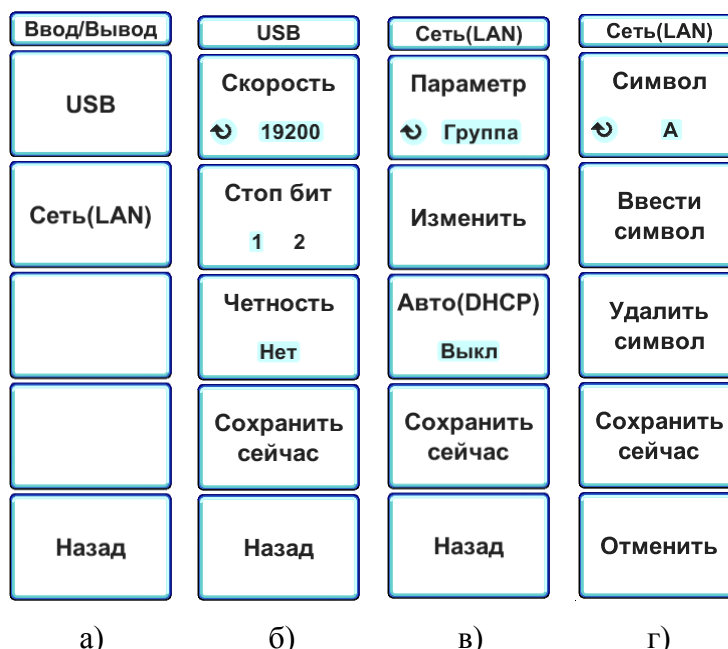 Ввод/Вывод
USB
Сеть(LAN)
Назад
а)
USB
Скорость
19200
Стоп бит
1 2
Четность
Нет
Сохранить
сейчас
Назад
б)
Сеть(LAN)
Параметр
Группа
Изменить
Авто(DHCP)
Выкл
Сохранить
сейчас
Назад
в)
Сеть(LAN)
Символ
А
Ввести
символ
Удалить
символ
Сохранить
сейчас
Отменить
г)